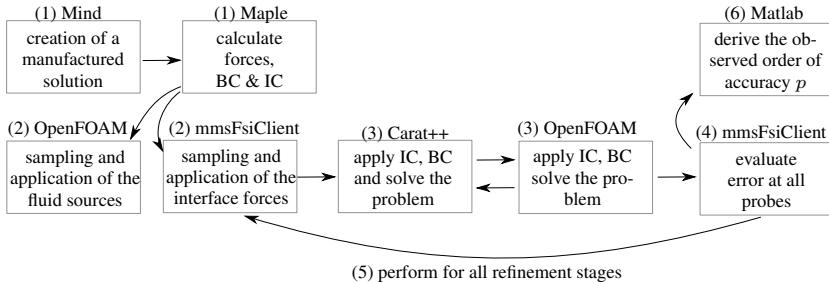 (1) Mind
creation of a
manufactured
solution
(1) Maple
calculate
forces,
BC & IC
(6) Matlab
derive the ob-
served order of
accuracy p
(2) OpenFOAM
sampling and
application of the
fluid sources
(2) mmsFsiClient
sampling and
application of the
interface forces
(3) Carat++
apply IC, BC
and solve the
problem
(3) OpenFOAM
apply IC, BC
solve the pro-
blem
(4) mmsFsiClient
evaluate
error at all
probes
(5) perform for all refinement stages